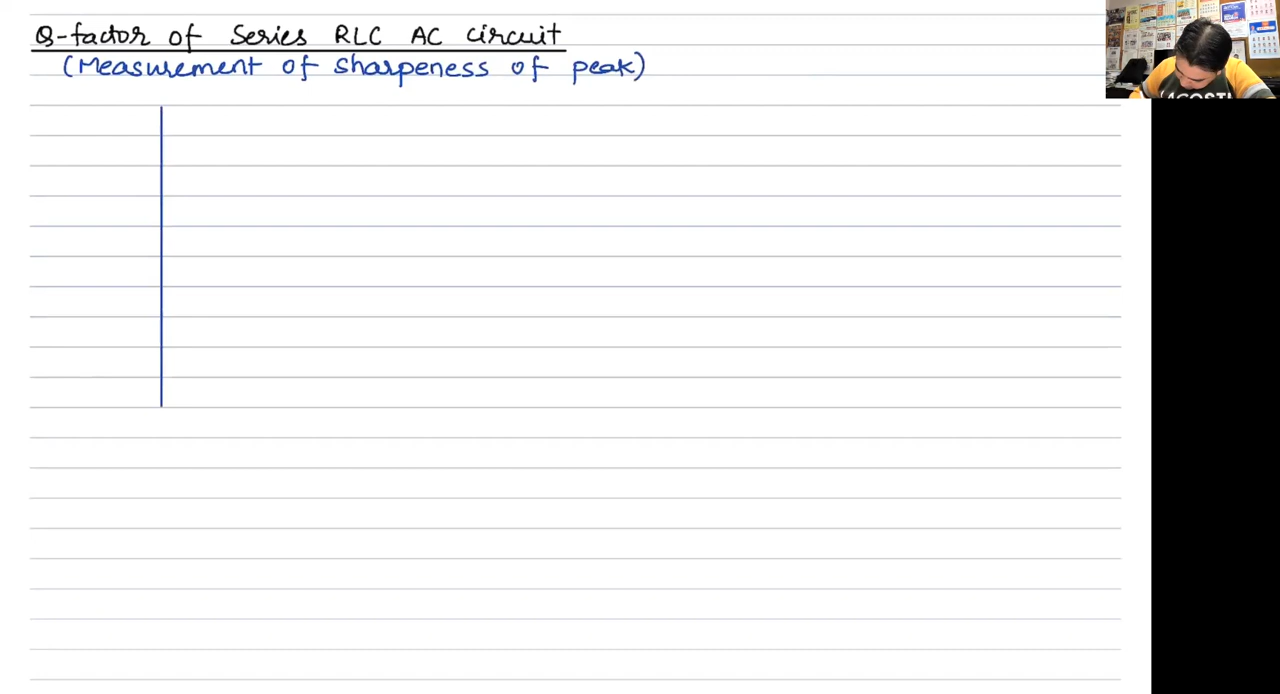 Q-factor of Series RLC AC circuit
(Measurement of sharpeness of peak)